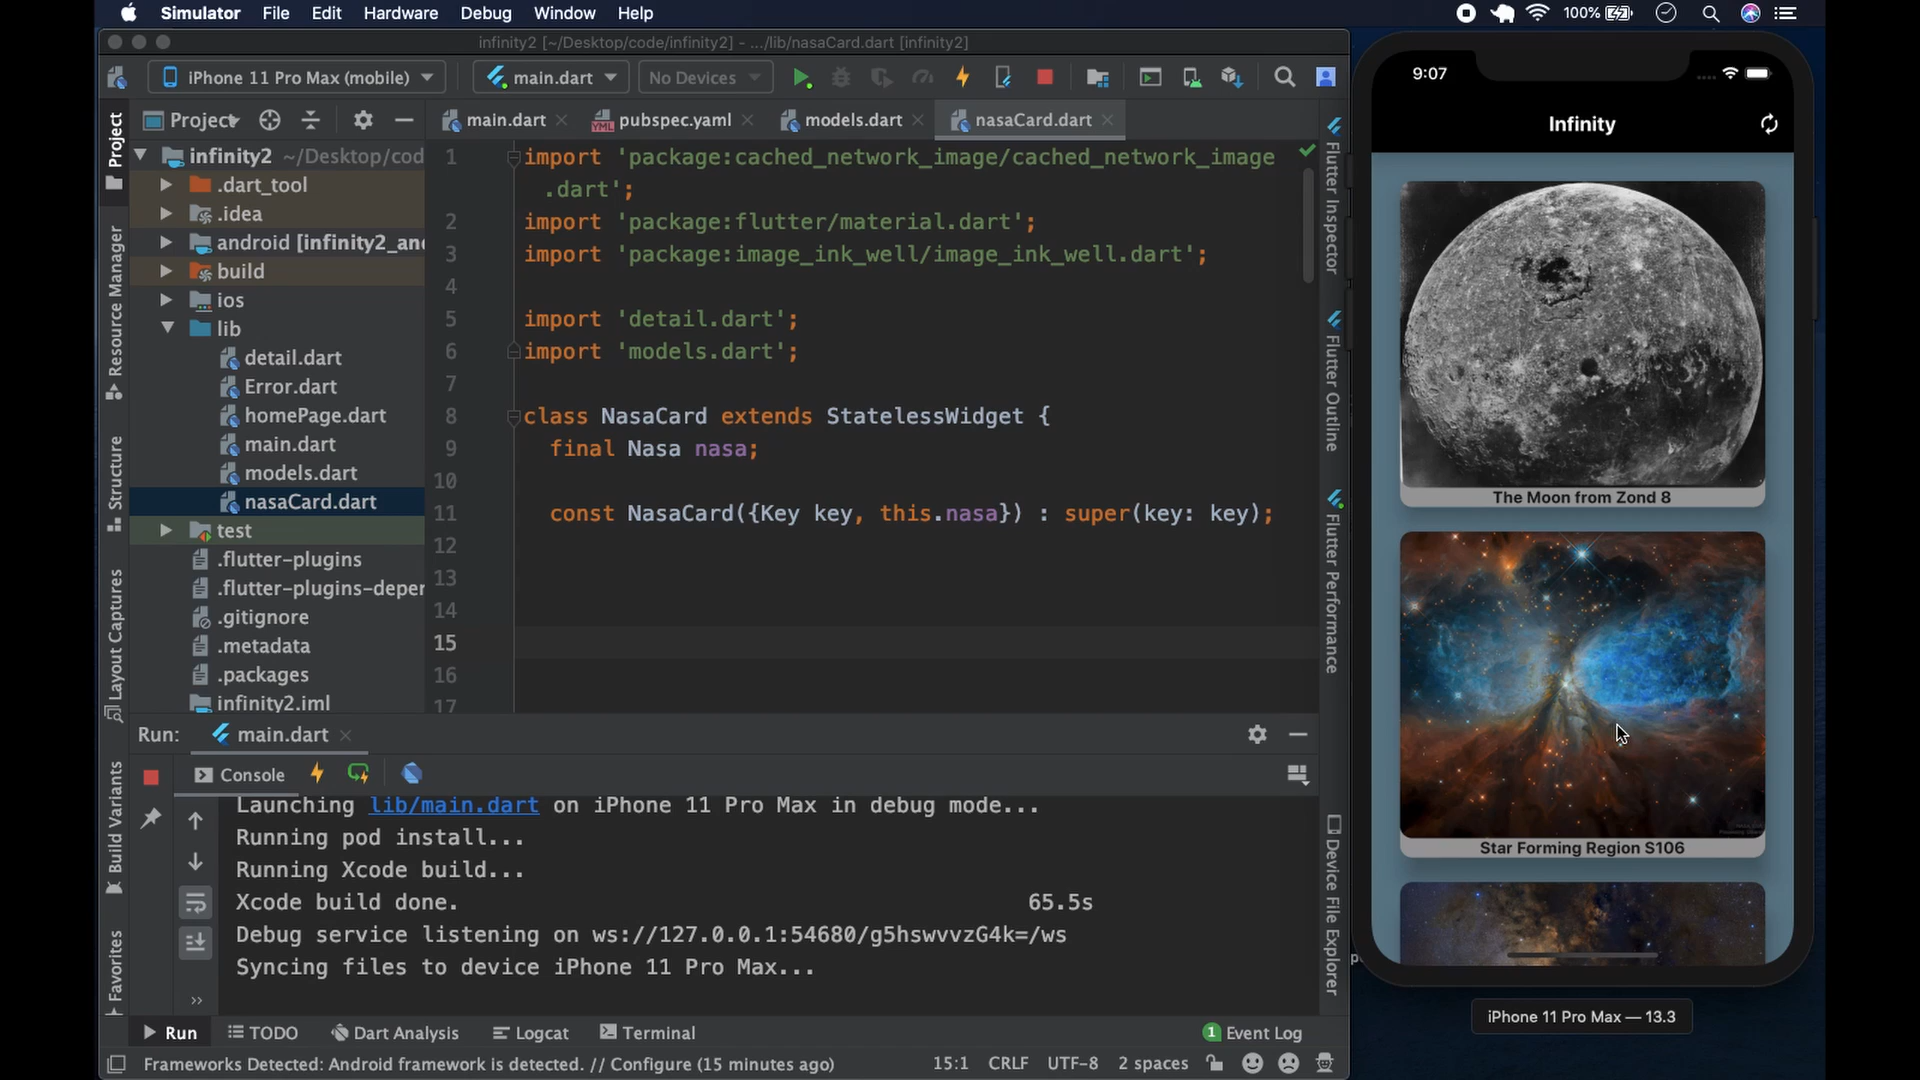 Simulator File Edit Hardware Debug Window Help 100%
infinity2 [~/Desktop/code/infinity2] - .../lib/nasaCard.dart [infinity2]
iPhone 11 Pro Max (mobile) main.dart No Devices
Project main.dart pubspec.yaml models.dart nasaCard.dart
infinity2 ~/Desktop/cod
.dart_tool
.idea
android [infinity2_an
build
ios
lib
detail.dart
Error.dart
homePage.dart
main.dart
models.dart
nasaCard.dart
test
.flutter-plugins
.flutter-plugins-deper
.gitignore
.metadata
.packages
infinity2.iml
Project
Resource Manager
Structure
Layout Captures
Build Variants
Favorites
1 import 'package:cached_network_image/cached_network_image
.dart';
2 import 'package:flutter/material.dart';
3 import 'package:image_ink_well/image_ink_well.dart';
4
5 import 'detail.dart';
6 import 'models.dart';
7
8 class NasaCard extends StatelessWidget {
9 final Nasa nasa;
10
11 const NasaCard({Key key, this.nasa}) : super(key: key);
12
13
14
15
16
17
Flutter Inspector
Flutter Outline
Flutter Performance
Device File Explorer
Run: main.dart
Console
Launching lib/main.dart on iPhone 11 Pro Max in debug mode...
Running pod install...
Running Xcode build...
Xcode build done. 65.5s
Debug service listening on ws://127.0.0.1:54680/g5hswvvzG4k=/ws
Syncing files to device iPhone 11 Pro Max...
Run TODO Dart Analysis Logcat Terminal 1 Event Log
Frameworks Detected: Android framework is detected. // Configure (15 minutes ago) 15:1 CRLF UTF-8 2 spaces
9:07
Infinity
The Moon from Zond 8
Star Forming Region S106
iPhone 11 Pro Max — 13.3